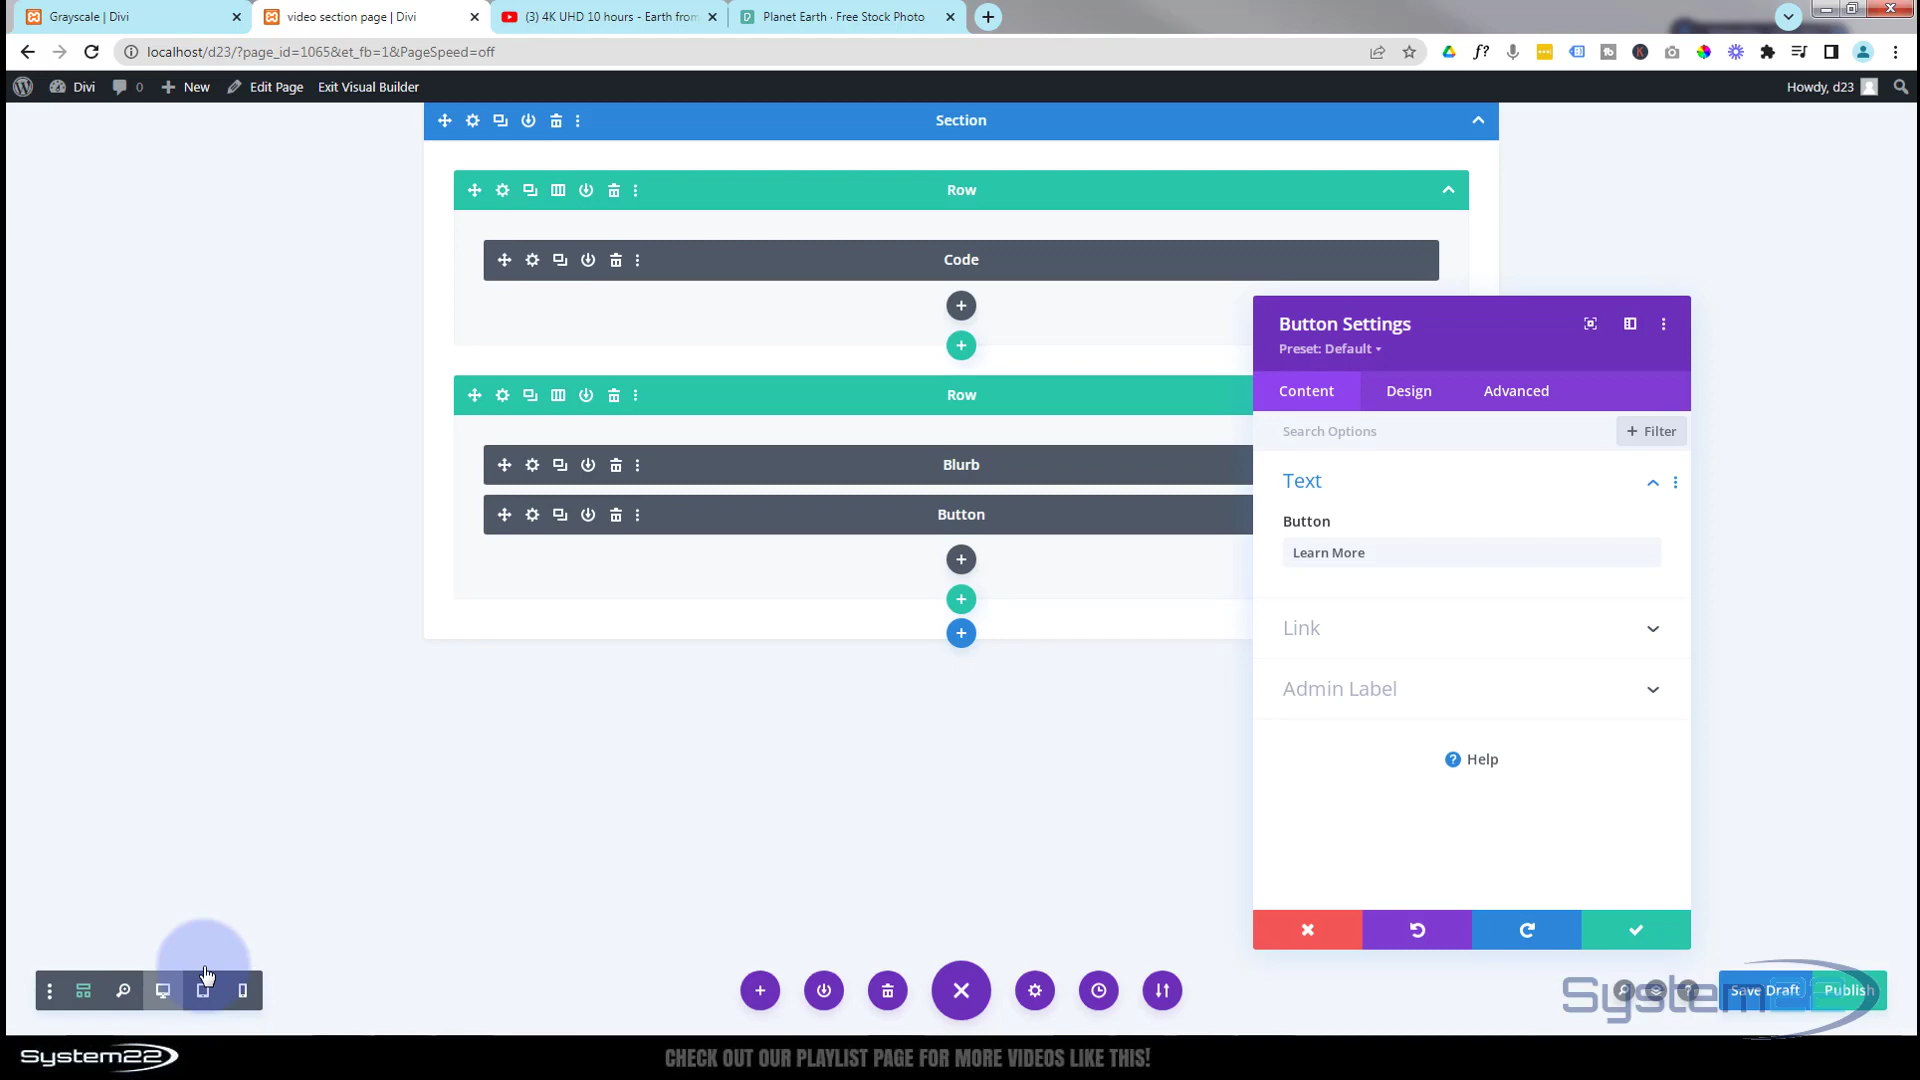 Grayscale | Divi
video section page | Divi
(3) 4K UHD 10 hours - Earth from
Planet Earth · Free Stock Photo
localhost/d23/?page_id=1065&et_fb=1&PageSpeed=off
f?
Divi
0
New
Edit Page
Exit Visual Builder
Howdy, d23
Section
Row
Code
Row
Blurb
Button
Button Settings
Preset: Default
Content
Design
Advanced
Search Options
+ Filter
Text
Button
Learn More
Link
Admin Label
Help
Save Draft
Publish
System22
System22
CHECK OUT OUR PLAYLIST PAGE FOR MORE VIDEOS LIKE THIS!